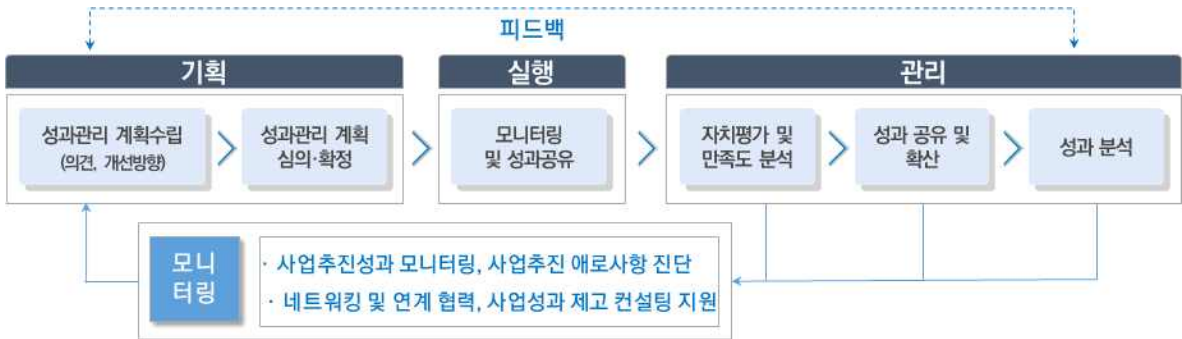 피드백
기획
실행
관리
성과관리 계획수립
(의견, 개선방향)
성과관리 계획
심의·확정
모니터링
및 성과공유
자치평가 및
만족도 분석
성과 공유 및
확산
성과 분석
모니
터링
· 사업추진성과 모니터링, 사업추진 애로사항 진단
· 네트워킹 및 연계 협력, 사업성과 제고 컨설팅 지원